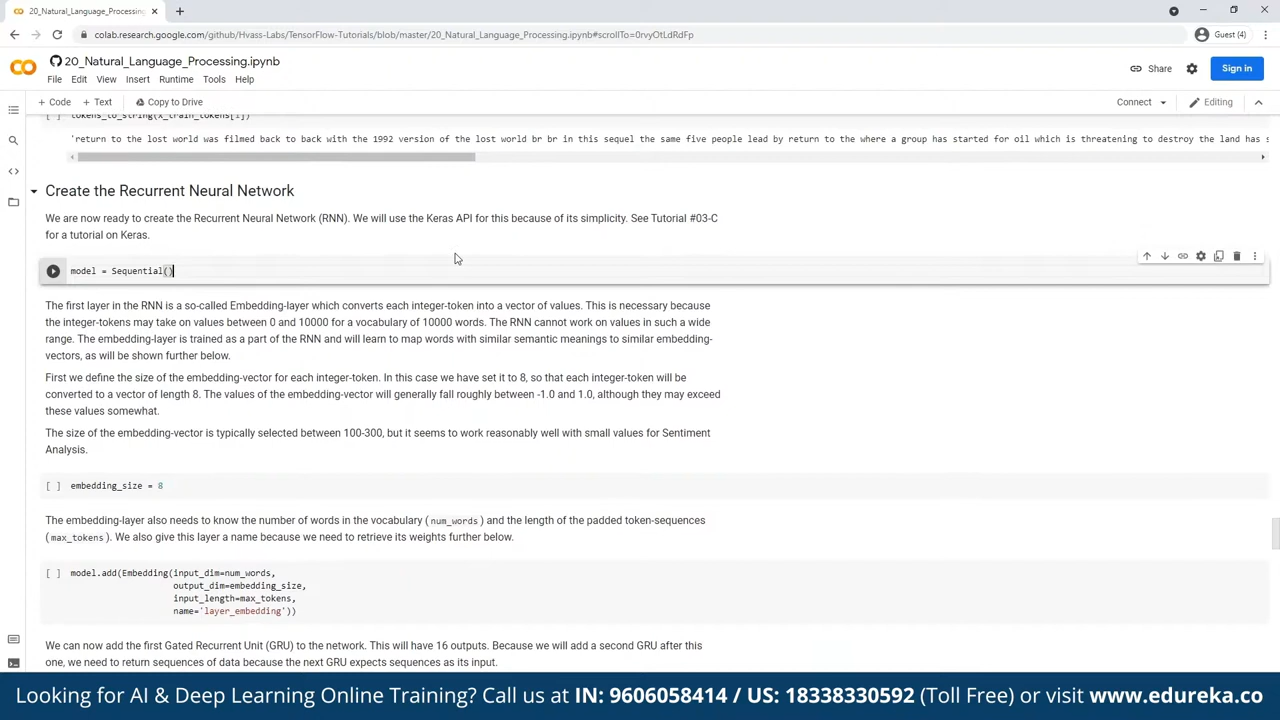 20_Natural_Language_Processing
colab.research.google.com/github/Hvass-Labs/TensorFlow-Tutorials/blob/master/20_Natural_Language_Processing.ipynb#scrollTo=0rvyOtLdRdFp
Guest (4)
20_Natural_Language_Processing.ipynb
Share
Sign in
File Edit View Insert Runtime Tools Help
+ Code + Text Copy to Drive
Connect
Editing
[ ] tokens_to_string(x_train_tokens[1])
'return to the lost world was filmed back to back with the 1992 version of the lost world br br in this sequel the same five people lead by return to the where a group has started for oil which is threatening to destroy the land has s
Create the Recurrent Neural Network
We are now ready to create the Recurrent Neural Network (RNN). We will use the Keras API for this because of its simplicity. See Tutorial #03-C
for a tutorial on Keras.
model = Sequential()
The first layer in the RNN is a so-called Embedding-layer which converts each integer-token into a vector of values. This is necessary because
the integer-tokens may take on values between 0 and 10000 for a vocabulary of 10000 words. The RNN cannot work on values in such a wide
range. The embedding-layer is trained as a part of the RNN and will learn to map words with similar semantic meanings to similar embedding-
vectors, as will be shown further below.
First we define the size of the embedding-vector for each integer-token. In this case we have set it to 8, so that each integer-token will be
converted to a vector of length 8. The values of the embedding-vector will generally fall roughly between -1.0 and 1.0, although they may exceed
these values somewhat.
The size of the embedding-vector is typically selected between 100-300, but it seems to work reasonably well with small values for Sentiment
Analysis.
[ ] embedding_size = 8
The embedding-layer also needs to know the number of words in the vocabulary (num_words) and the length of the padded token-sequences
(max_tokens). We also give this layer a name because we need to retrieve its weights further below.
[ ] model.add(Embedding(input_dim=num_words,
output_dim=embedding_size,
input_length=max_tokens,
name='layer_embedding'))
We can now add the first Gated Recurrent Unit (GRU) to the network. This will have 16 outputs. Because we will add a second GRU after this
one, we need to return sequences of data because the next GRU expects sequences as its input.
Looking for AI & Deep Learning Online Training? Call us at IN: 9606058414 / US: 18338330592 (Toll Free) or visit www.edureka.co